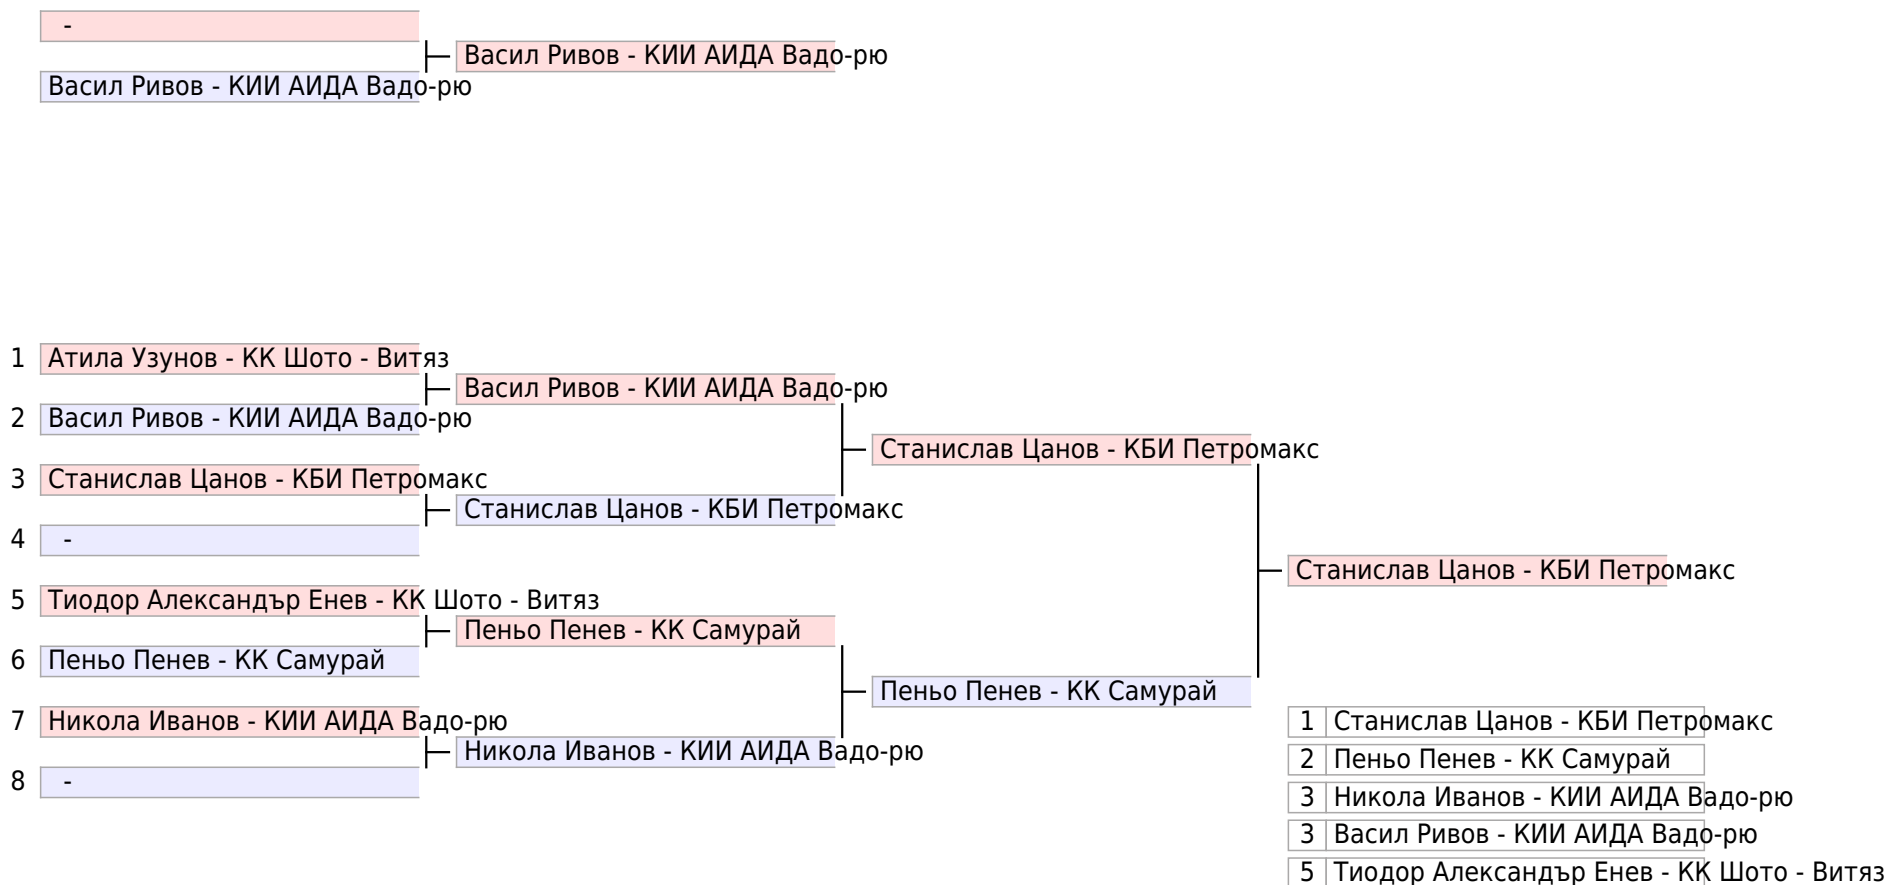 -
Васил Ривов - КИИ АИДА Вадо-рю
Васил Ривов - КИИ АИДА Вадо-рю
1 Атила Узунов - КК Шото - Витяз
Васил Ривов - КИИ АИДА Вадо-рю
2 Васил Ривов - КИИ АИДА Вадо-рю
Станислав Цанов - КБИ Петромакс
3 Станислав Цанов - КБИ Петромакс
Станислав Цанов - КБИ Петромакс
4 -
Станислав Цанов - КБИ Петромакс
5 Тиодор Александър Енев - КК Шото - Витяз
Пеньо Пенев - КК Самурай
6 Пеньо Пенев - КК Самурай
Пеньо Пенев - КК Самурай
7 Никола Иванов - КИИ АИДА Вадо-рю
Никола Иванов - КИИ АИДА Вадо-рю
8 -
1 Станислав Цанов - КБИ Петромакс
2 Пеньо Пенев - КК Самурай
3 Никола Иванов - КИИ АИДА Вадо-рю
3 Васил Ривов - КИИ АИДА Вадо-рю
5 Тиодор Александър Енев - КК Шото - Витяз